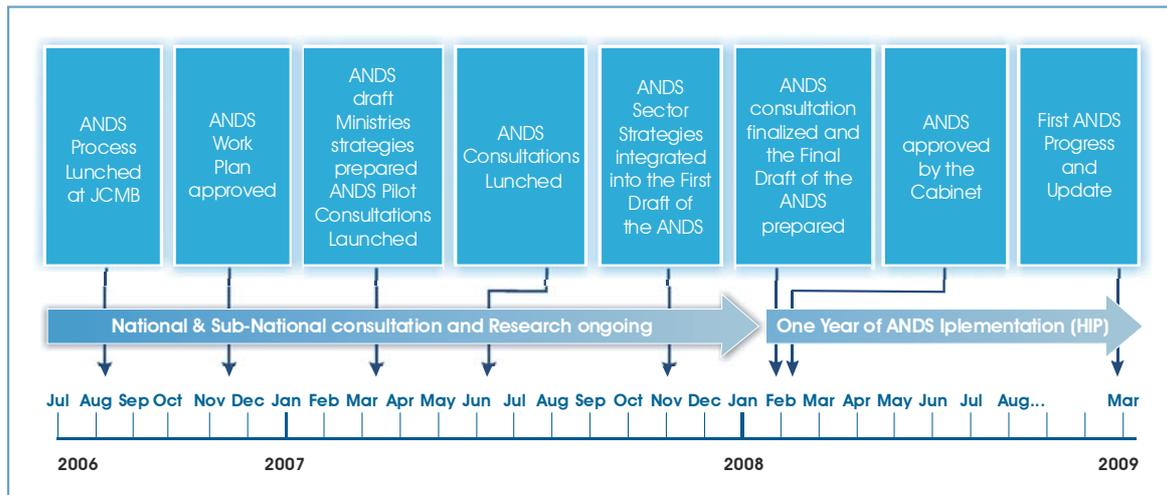 ANDS
Process
Lunched
at JCMB
ANDS
Work
Plan
approved
ANDS
draft
Ministries
strategies
prepared
ANDS Pilot
Consultations
Launched
ANDS
Consultations
Lunched
ANDS
Sector
Strategies
integrated
into the First
Draft of
the ANDS
ANDS
consultation
finalized and
the Final
Draft of the
ANDS
prepared
ANDS
approved
by the
Cabinet
First ANDS
Progress
and
Update
National & Sub-National consultation and Research ongoing
One Year of ANDS Iplementation (HIP)
Jul Aug Sep Oct Nov Dec Jan Feb Mar Apr May Jun Jul Aug Sep Oct Nov Dec Jan Feb Mar Apr May Jun Jul Aug... Mar
2006 2007 2008 2009